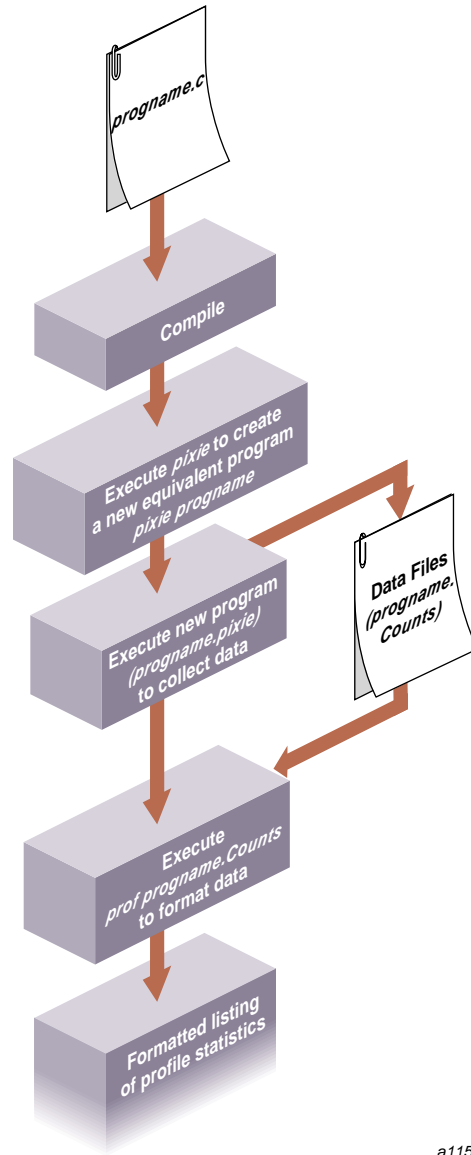 progname.c
Compile
Execute pixie to create
a new equivalent program
pixie progname
Execute new program
(progname.pixie)
to collect data
Data Files
(progname.
Counts)
Execute
prof progname.Counts
to format data
Formatted listing
of profile statistics
a115